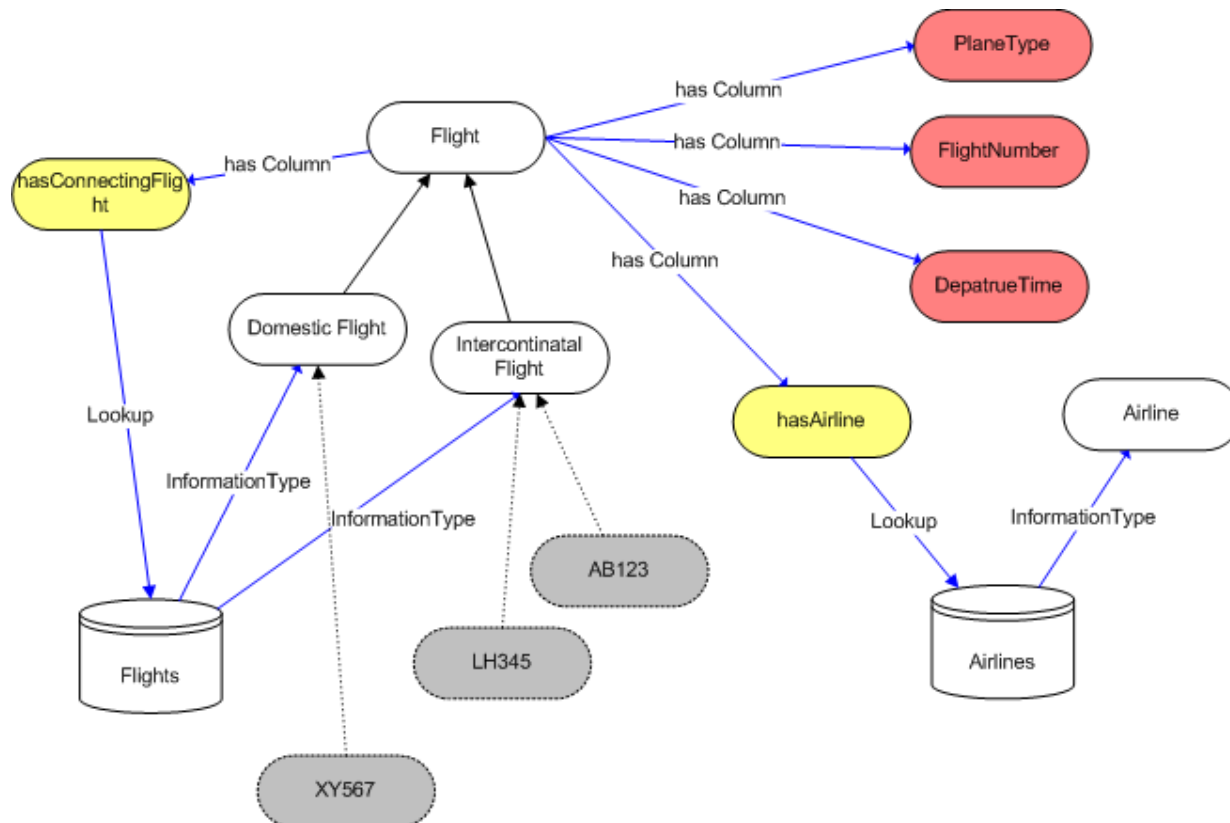 PlaneType
has Column
Flight
has Column
FlightNumber
has Column
hasConnectingFlig
ht
has Column
has Column
DepatrueTime
Domestic Flight
Intercontinatal
Flight
Lookup
hasAirline
Airline
InformationType
InformationType
Lookup
InformationType
AB123
LH345
Flights
Airlines
XY567